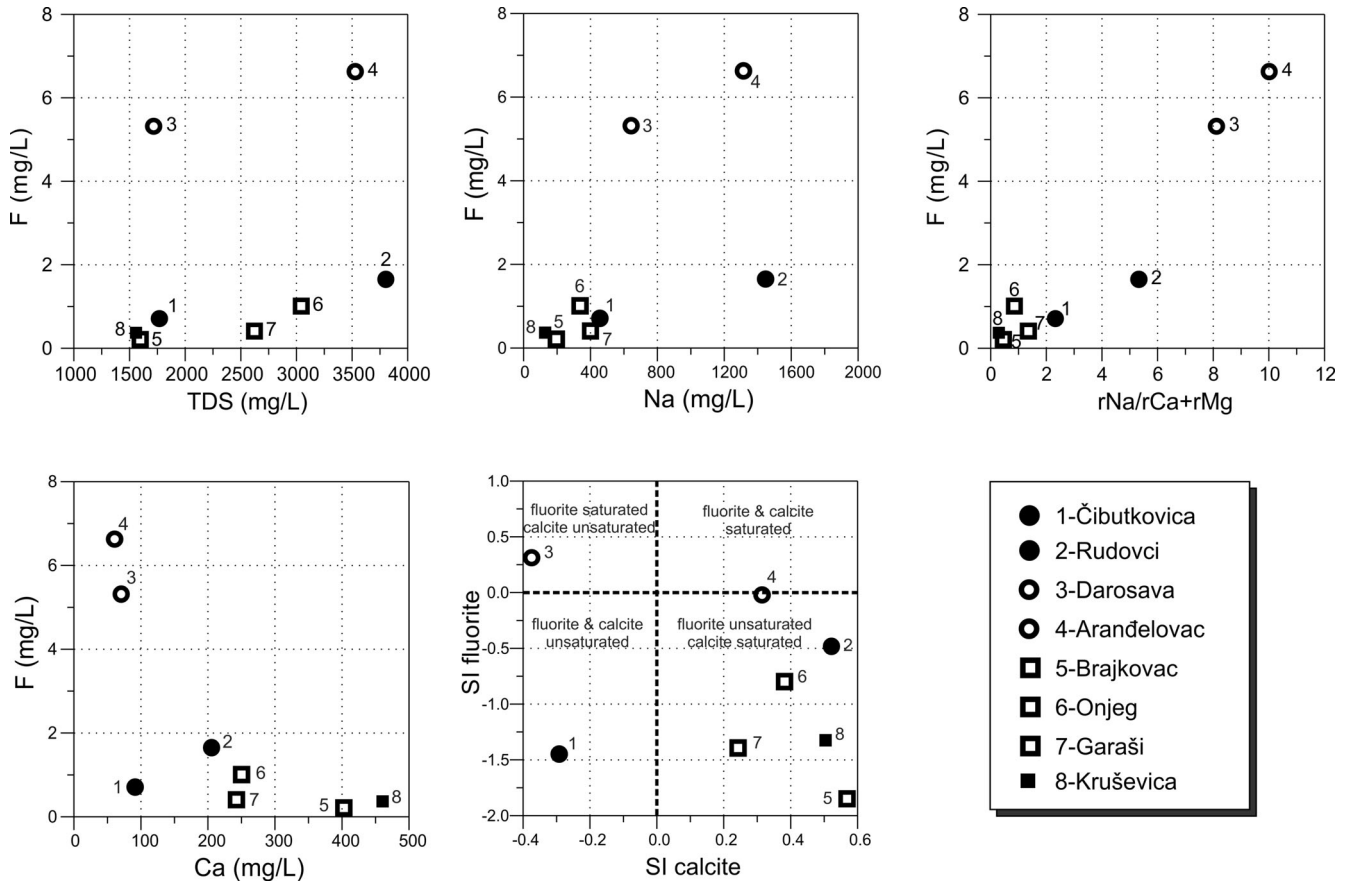 8
6
4
2
0
F (mg/L)
4
3
2
1
6
7
8
5
1000 1500 2000 2500 3000 3500 4000
TDS (mg/L)
8
6
4
2
0
F (mg/L)
4
3
2
6
1
5
8
7
0 400 800 1200 1600 2000
Na (mg/L)
8
6
4
2
0
F (mg/L)
4
3
2
6
1
7
8
5
0 2 4 6 8 10 12
rNa/rCa+rMg
8
6
4
2
0
F (mg/L)
4
3
2
1
6
7
5
8
0 100 200 300 400 500
Ca (mg/L)
1.0
0.5
0.0
-0.5
-1.0
-1.5
-2.0
SI fluorite
fluorite saturated
calcite unsaturated
fluorite & calcite
saturated
3
4
fluorite & calcite
unsaturated
fluorite unsaturated
calcite saturated
2
6
1
7
8
5
-0.4 -0.2 0.0 0.2 0.4 0.6
SI calcite
1-Čibutkovica
2-Rudovci
3-Darosava
4-Aranđelovac
5-Brajkovac
6-Onjeg
7-Garaši
8-Kruševica